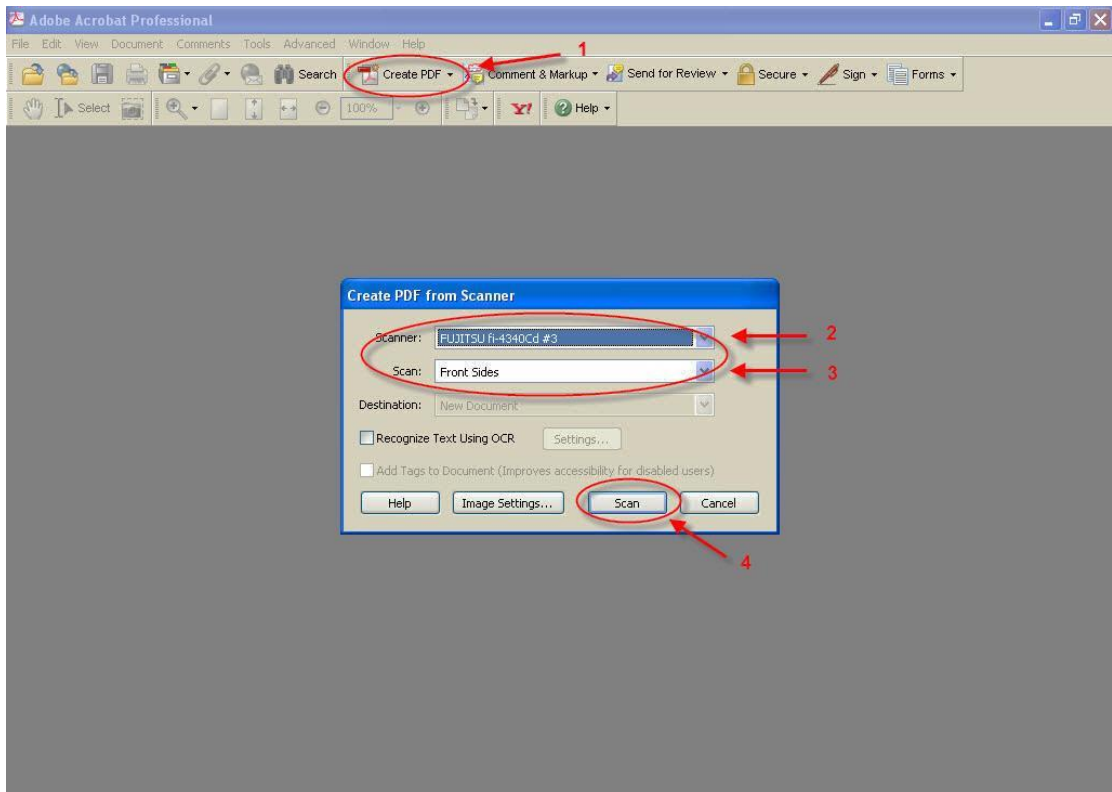 Adobe Acrobat Professional
File Edit View Document Comments Tools Advanced Window Help
1
Search Create PDF Comment & Markup Send for Review Secure Sign Forms
Select 100% Y! Help
Create PDF from Scanner
Scanner: FUJITSU fi-4340Cd #3 2
Scan: Front Sides 3
Destination: New Document
Recognize Text Using OCR Settings...
Add Tags to Document (Improves accessibility for disabled users)
Help Image Settings... Scan Cancel
4